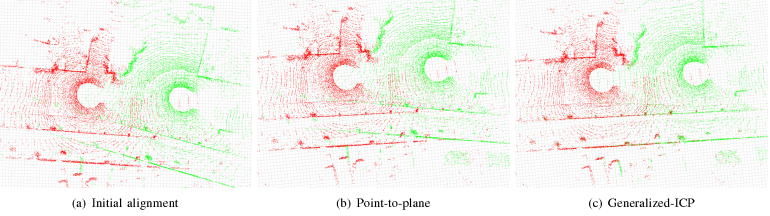 (a) Initial alignment
(b) Point-to-plane
(c) Generalized-ICP